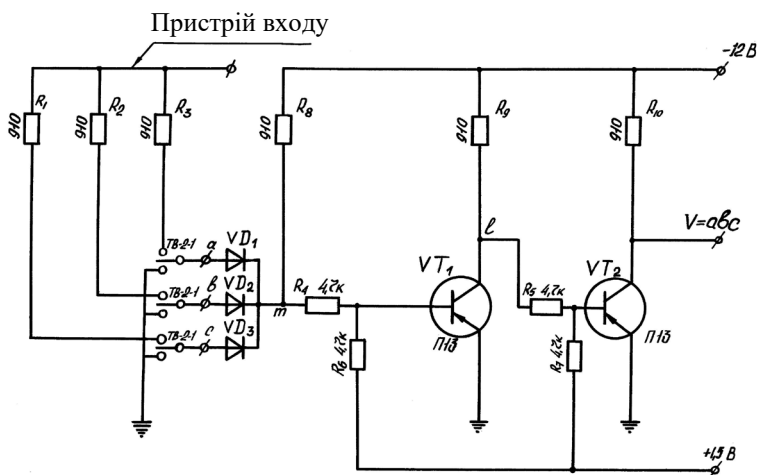 Пристрій входу
-12 В
R₁ 910
R₂ 910
R₃ 910
R₈ 910
R₉ 910
R₁₀ 910
ТВ-2-1 а VD₁
ТВ-2-1 в VD₂
ТВ-2-1 с VD₃
m
R₄ 4,7к
R₆ 4,7к
VT₁
П13
l
R₅ 4,7к
R₇ 4,7к
VT₂
П13
V=авс
+1,5 В